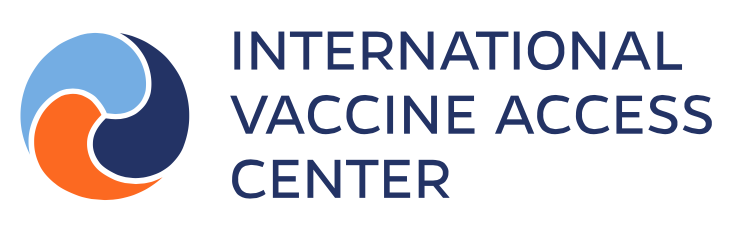 INTERNATIONAL
VACCINE ACCESS
CENTER